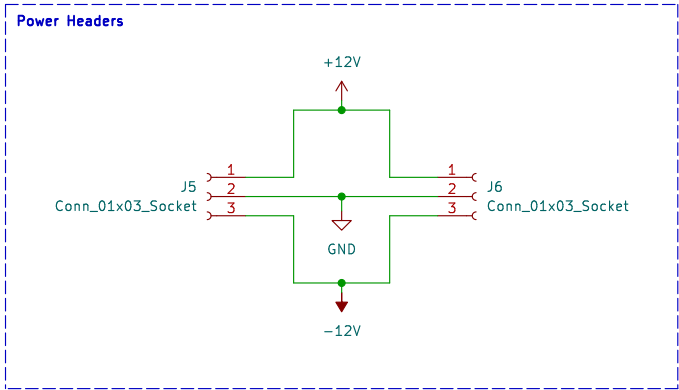 Power Headers
+12V
1
1
J5
2
2
J6
Conn_01x03_Socket
3
3
Conn_01x03_Socket
GND
-12V